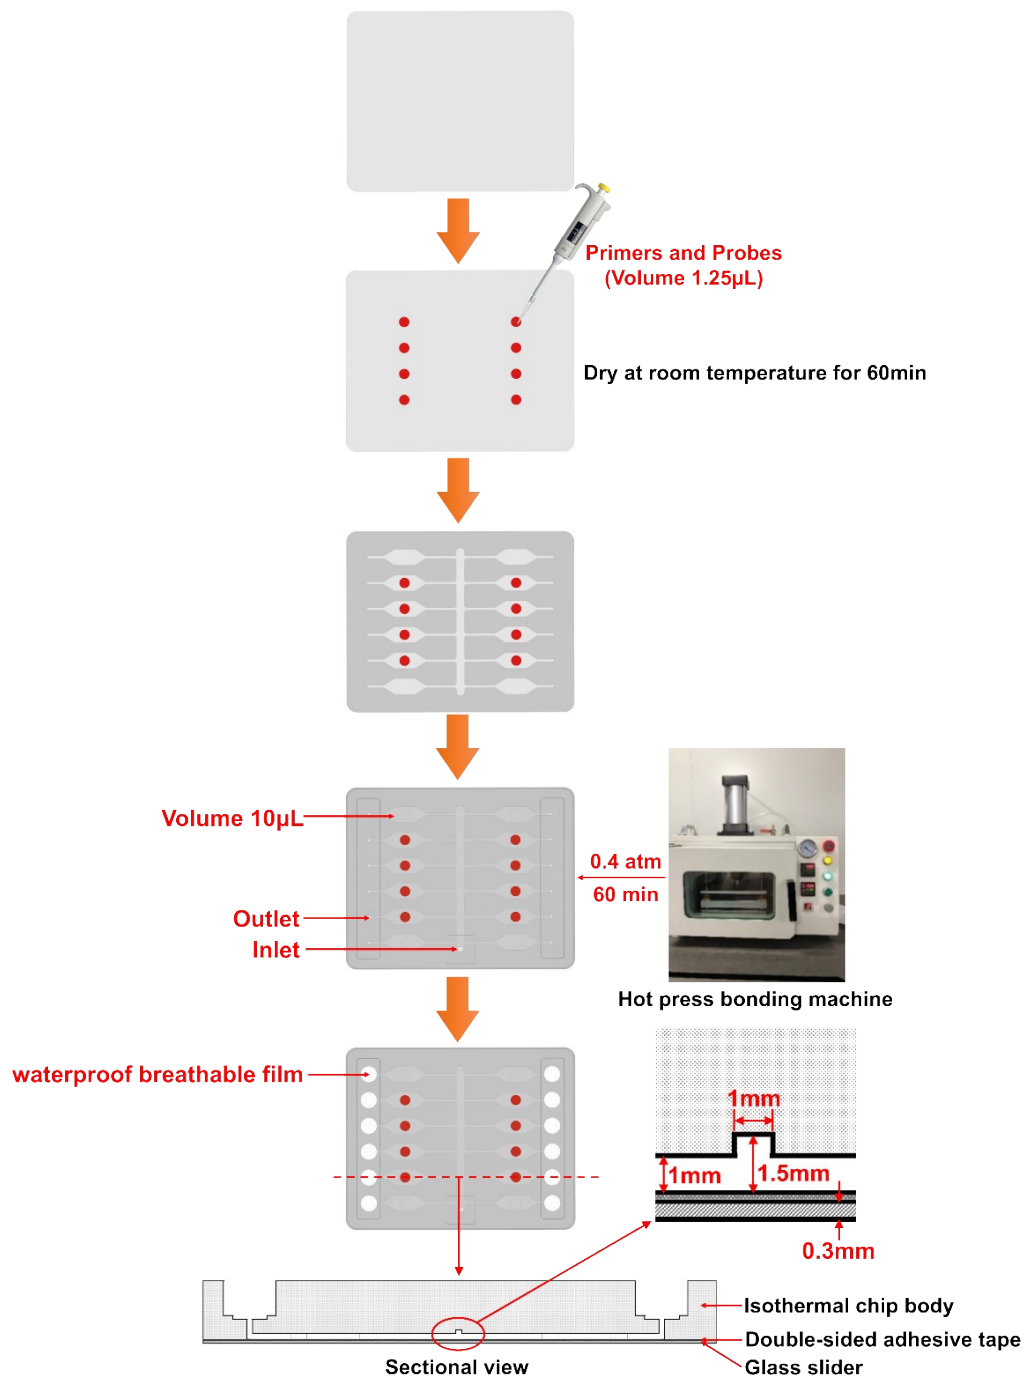 Primers and Probes
(Volume 1.25μL)
Dry at room temperature for 60min
Volume 10μL
0.4 atm
60 min
Outlet
Inlet
Hot press bonding machine
waterproof breathable film
1mm
1mm
1.5mm
0.3mm
Isothermal chip body
Double-sided adhesive tape
Glass slider
Sectional view